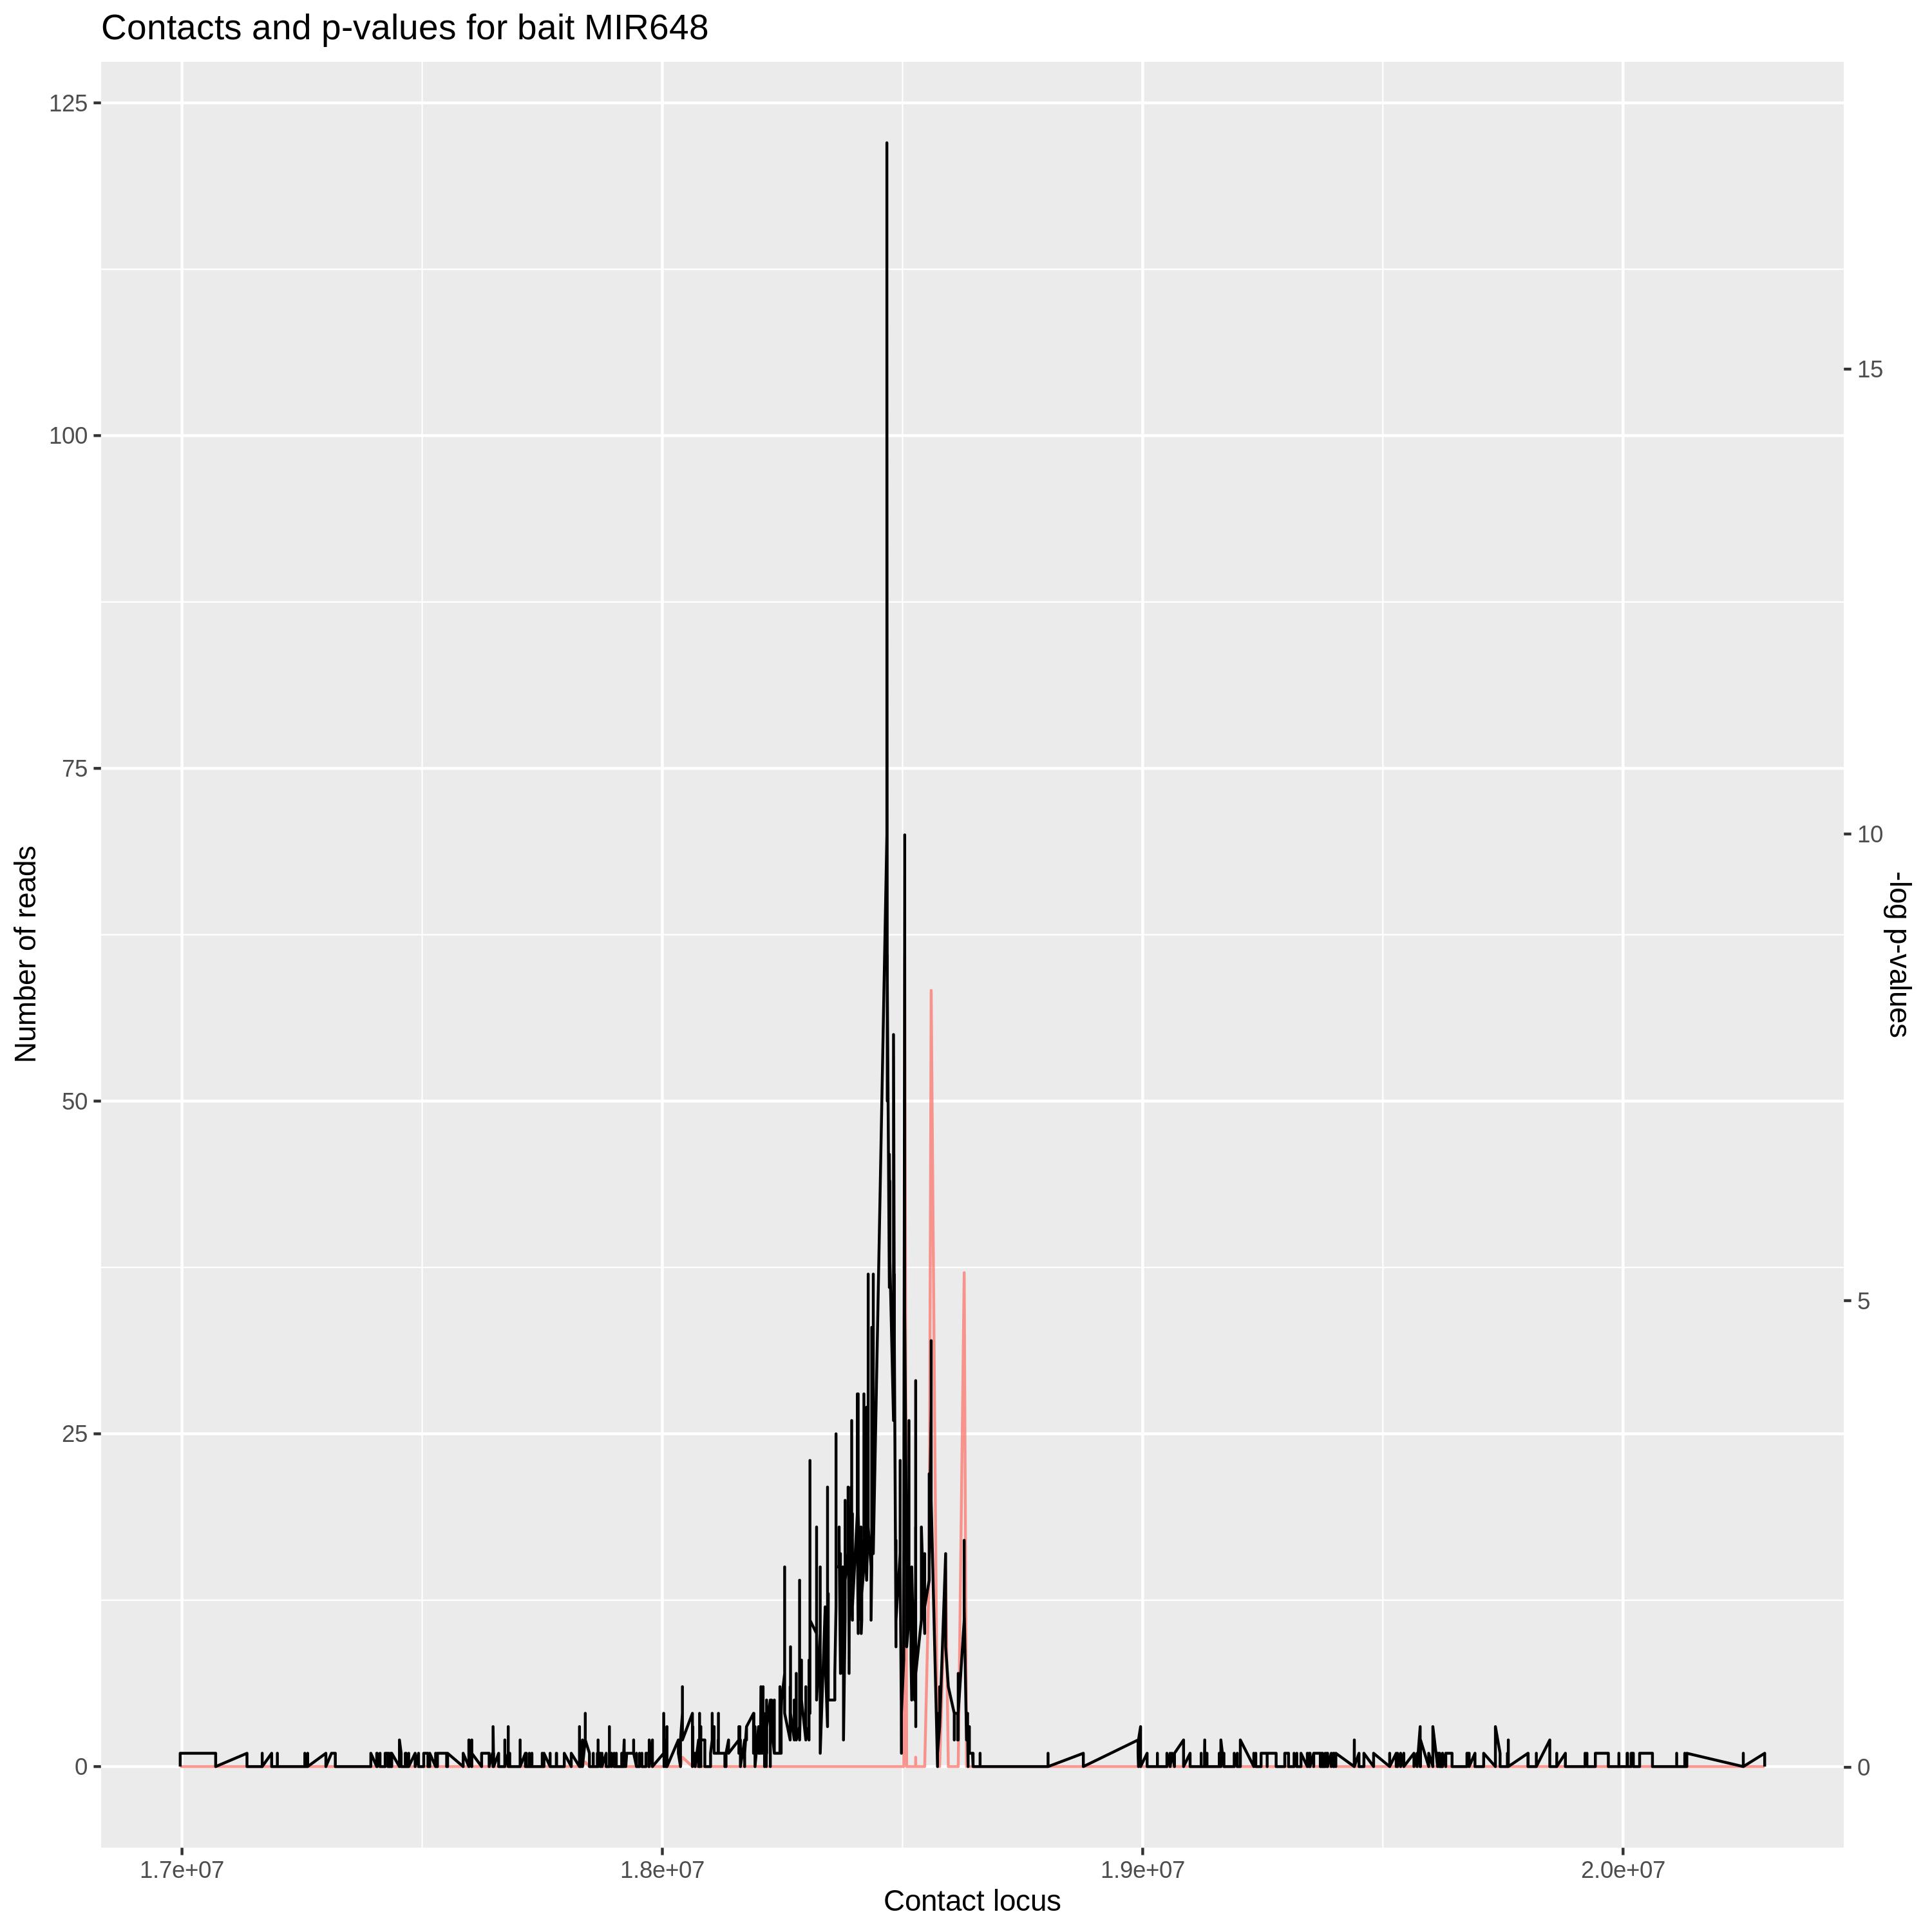 Contacts and p-values for bait MIR648
125
100
75
50
25
0
15
10
5
0
Number of reads
-log p-values
1.7e+07
1.8e+07
1.9e+07
2.0e+07
Contact locus